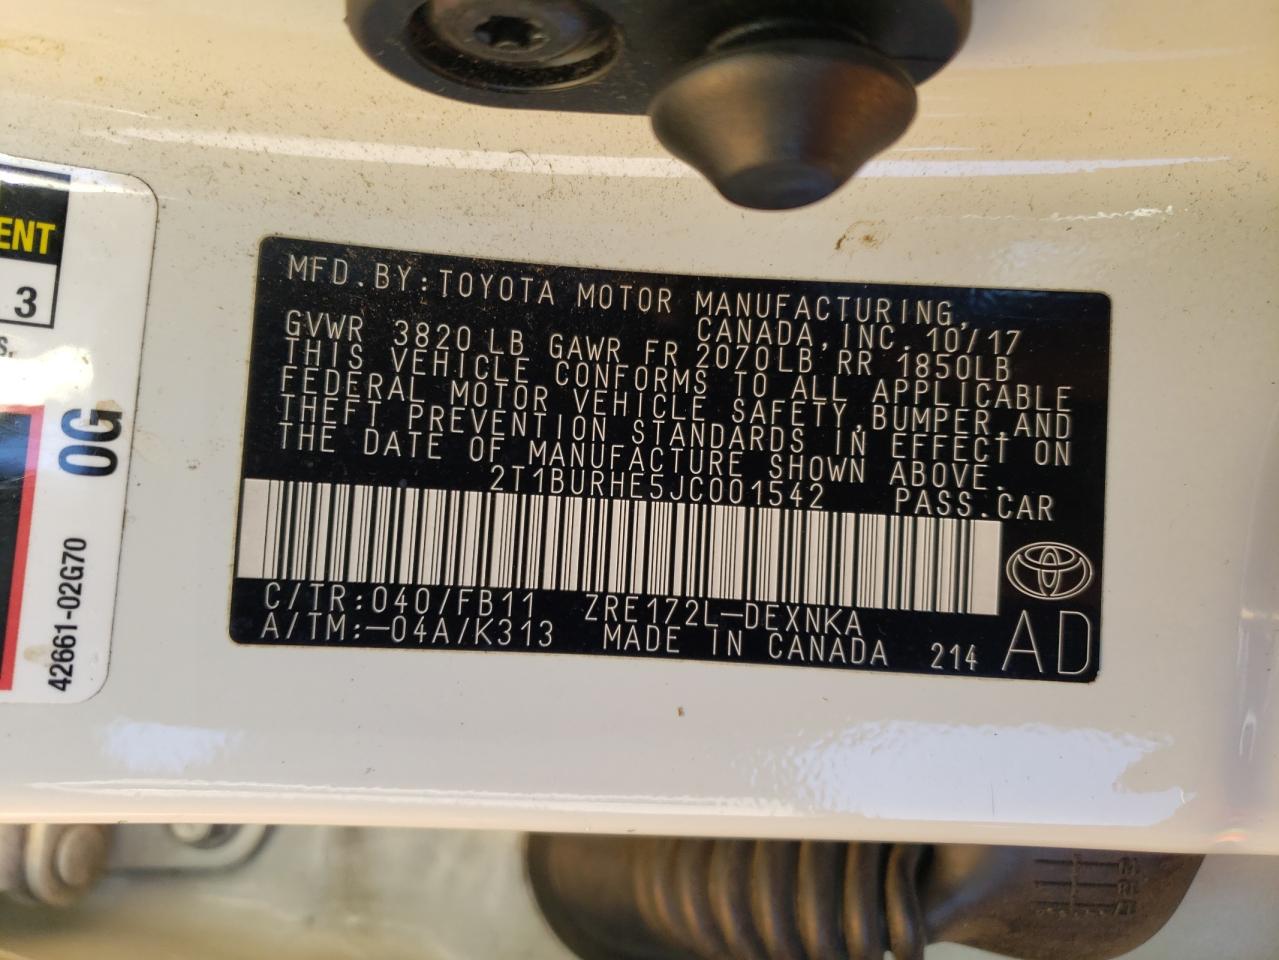 MFD.BY:TOYOTA MOTOR MANUFACTURING,
CANADA,INC. 10/17
GVWR 3820LB GAWR FR 2070LB RR 1850LB
THIS VEHICLE CONFORMS TO ALL APPLICABLE
FEDERAL MOTOR VEHICLE SAFETY,BUMPER,AND
THEFT PREVENTION STANDARDS IN EFFECT ON
THE DATE OF MANUFACTURE SHOWN ABOVE.
2T1BURHE5JC001542 PASS.CAR
C/TR:040/FB11 ZRE172L-DEXNKA
A/TM:-04A/K313 MADE IN CANADA 214 AD
ENT
3
S,
0G
42661-02G70